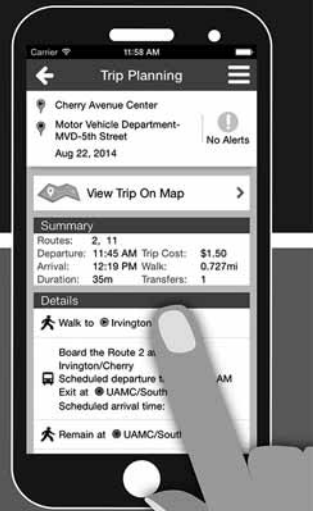 Carrier 11:58 AM
Trip Planning
Cherry Avenue Center
Motor Vehicle Department-
MVD-5th Street
Aug 22, 2014
No Alerts
View Trip On Map
Summary
Routes: 2, 11
Departure: 11:45 AM Trip Cost: $1.50
Arrival: 12:19 PM Walk: 0.727mi
Duration: 35m Transfers: 1
Details
Walk to Irvington
Board the Route 2 a
Irvington/Cherry
Scheduled departure t AM
Exit at UAMC/South
Scheduled arrival time:
Remain at UAMC/Sout